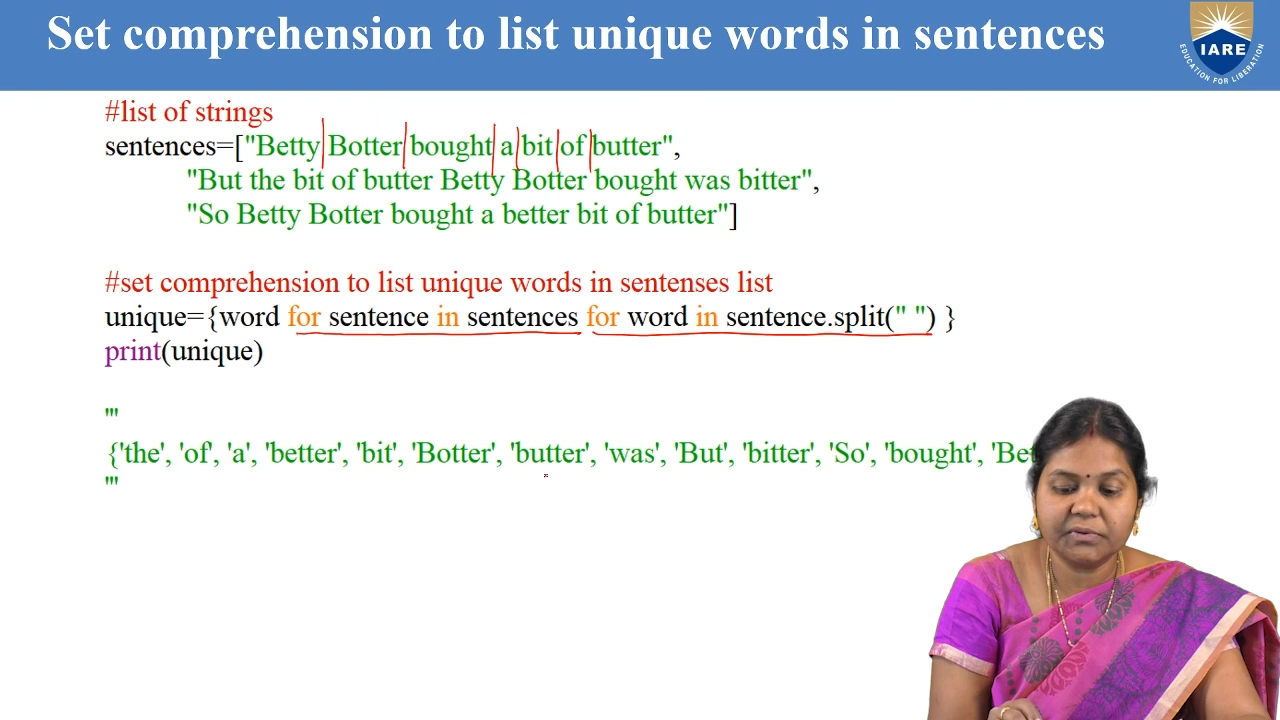 Set comprehension to list unique words in sentences
IARE
EDUCATION FOR LIBERATION
#list of strings
sentences=["Betty Botter bought a bit of butter",
"But the bit of butter Betty Botter bought was bitter",
"So Betty Botter bought a better bit of butter"]
#set comprehension to list unique words in sentenses list
unique={word for sentence in sentences for word in sentence.split(" ") }
print(unique)
'''
{'the', 'of', 'a', 'better', 'bit', 'Botter', 'butter', 'was', 'But', 'bitter', 'So', 'bought', 'Bet
'''